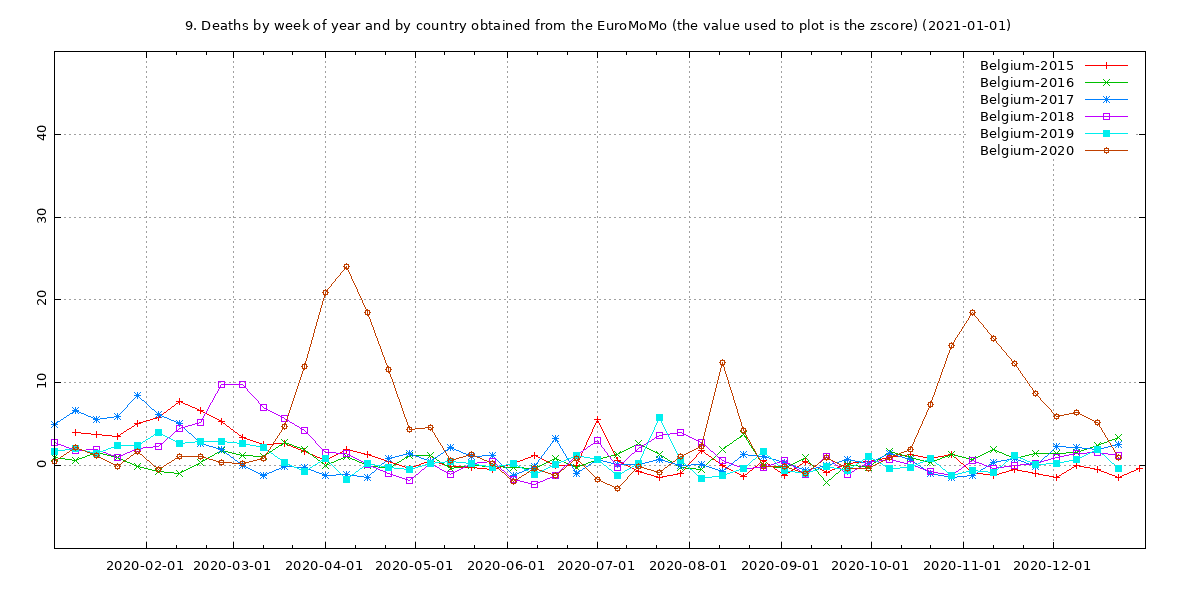 9. Deaths by week of year and by country obtained from the EuroMoMo (the value used to plot is the zscore) (2021-01-01)
Belgium-2015
Belgium-2016
Belgium-2017
Belgium-2018
Belgium-2019
Belgium-2020
40
30
20
10
0
2020-02-01 2020-03-01 2020-04-01 2020-05-01 2020-06-01 2020-07-01 2020-08-01 2020-09-01 2020-10-01 2020-11-01 2020-12-01